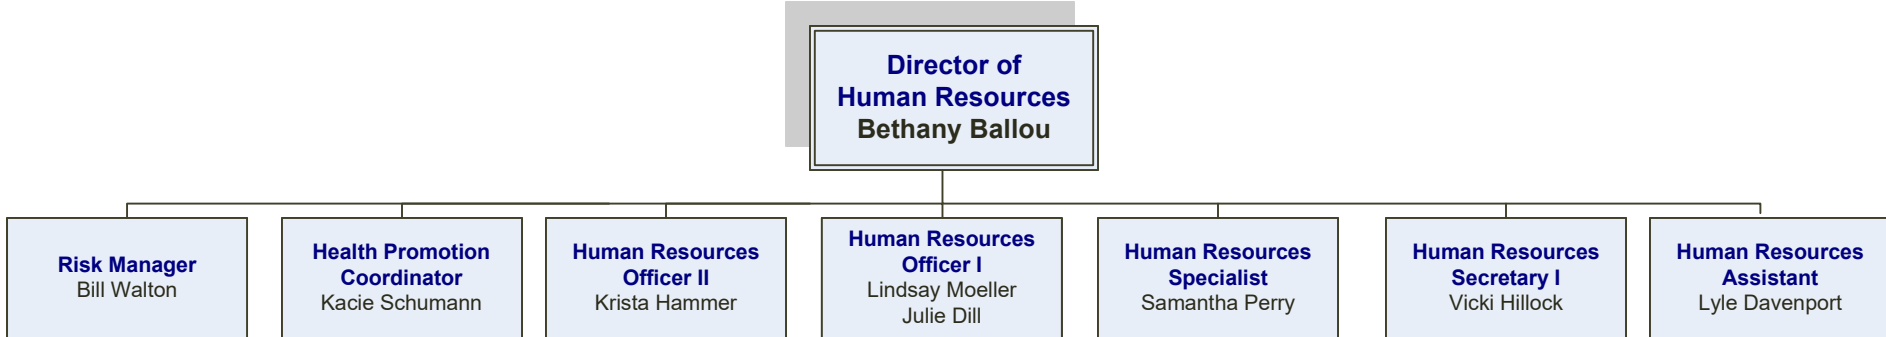 Director of
Human Resources
Bethany Ballou
Risk Manager
Bill Walton
Health Promotion
Coordinator
Kacie Schumann
Human Resources
Officer II
Krista Hammer
Human Resources
Officer I
Lindsay Moeller
Julie Dill
Human Resources
Specialist
Samantha Perry
Human Resources
Secretary I
Vicki Hillock
Human Resources
Assistant
Lyle Davenport